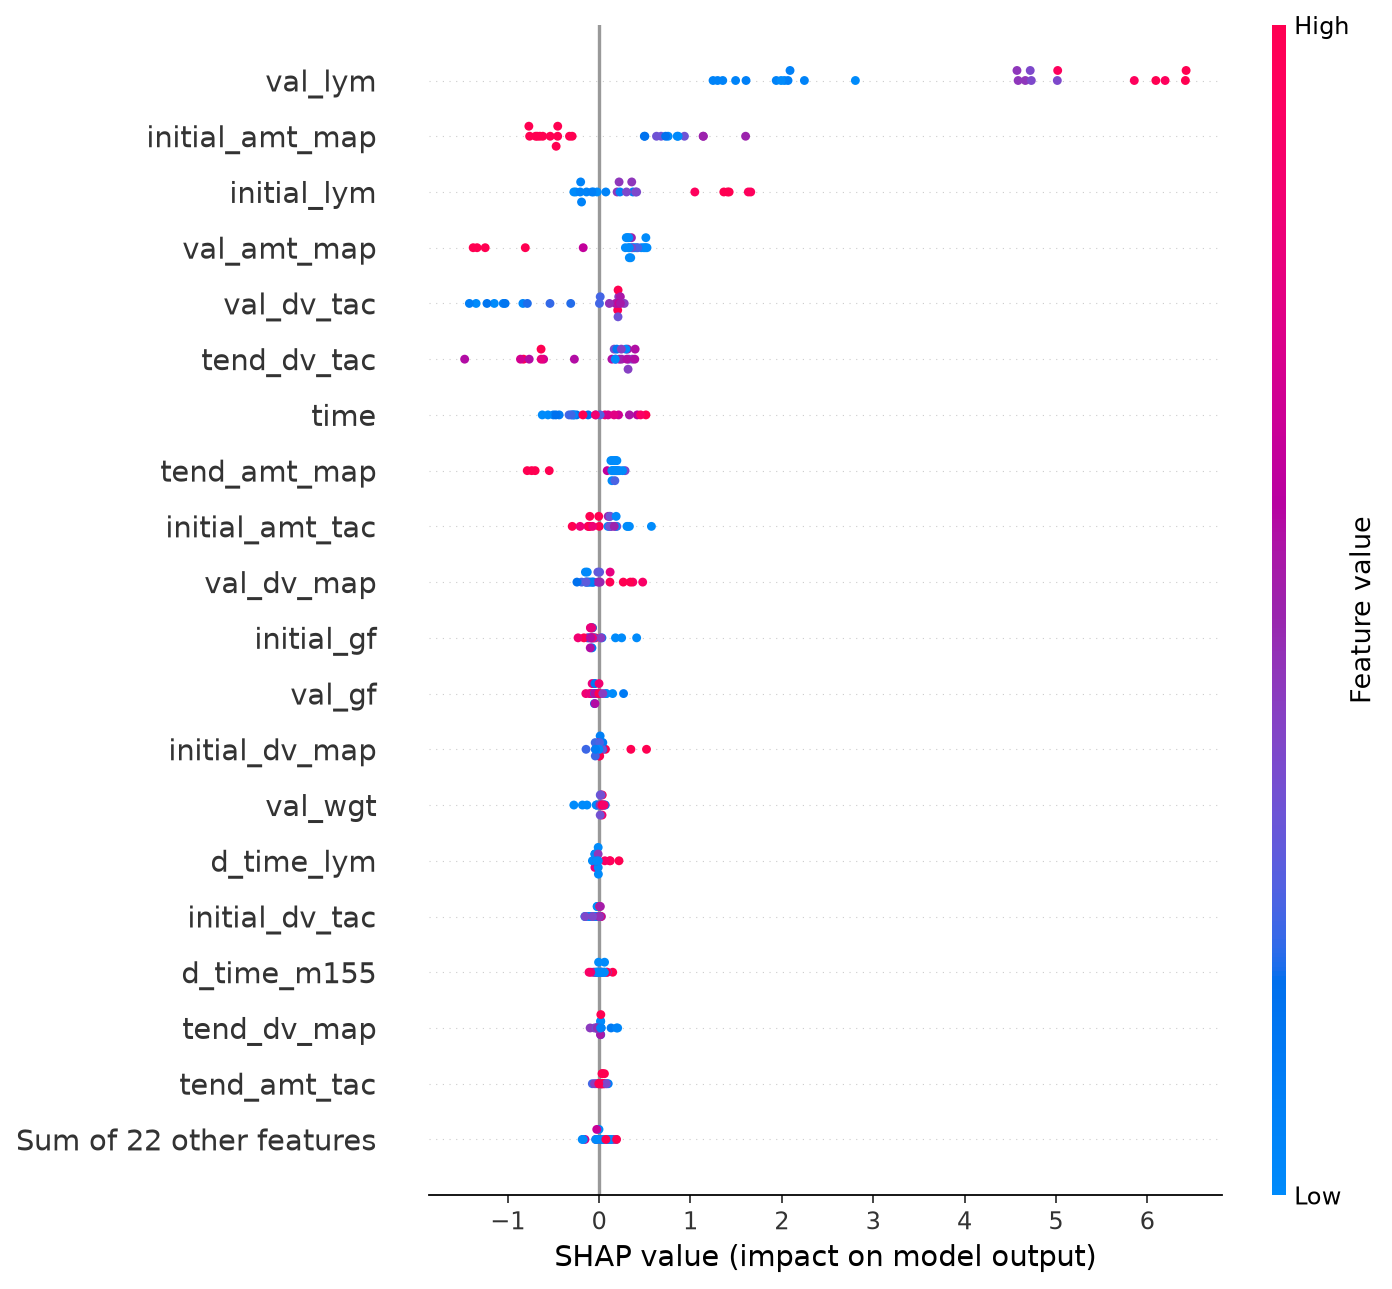 High
val_lym
initial_amt_map
initial_lym
val_amt_map
val_dv_tac
tend_dv_tac
time
tend_amt_map
initial_amt_tac
val_dv_map
initial_gf
val_gf
initial_dv_map
val_wgt
d_time_lym
initial_dv_tac
d_time_m155
tend_dv_map
tend_amt_tac
Sum of 22 other features
Feature value
Low
−1 0 1 2 3 4 5 6
SHAP value (impact on model output)